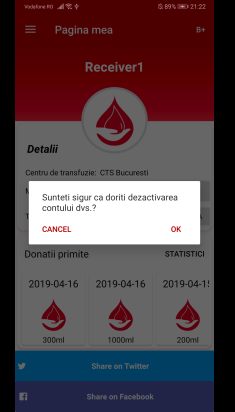 Vodafone RO 89% 21:22
Pagina mea B+
Receiver1
Detalii
Centru de transfuzie: CTS Bucuresti
Sunteti sigur ca doriti dezactivarea
contului dvs.?
CANCEL OK
Donatii primite STATISTICI
2019-04-16 2019-04-16 2019-04-15
300ml 1000ml 200ml
Share on Twitter
Share on Facebook